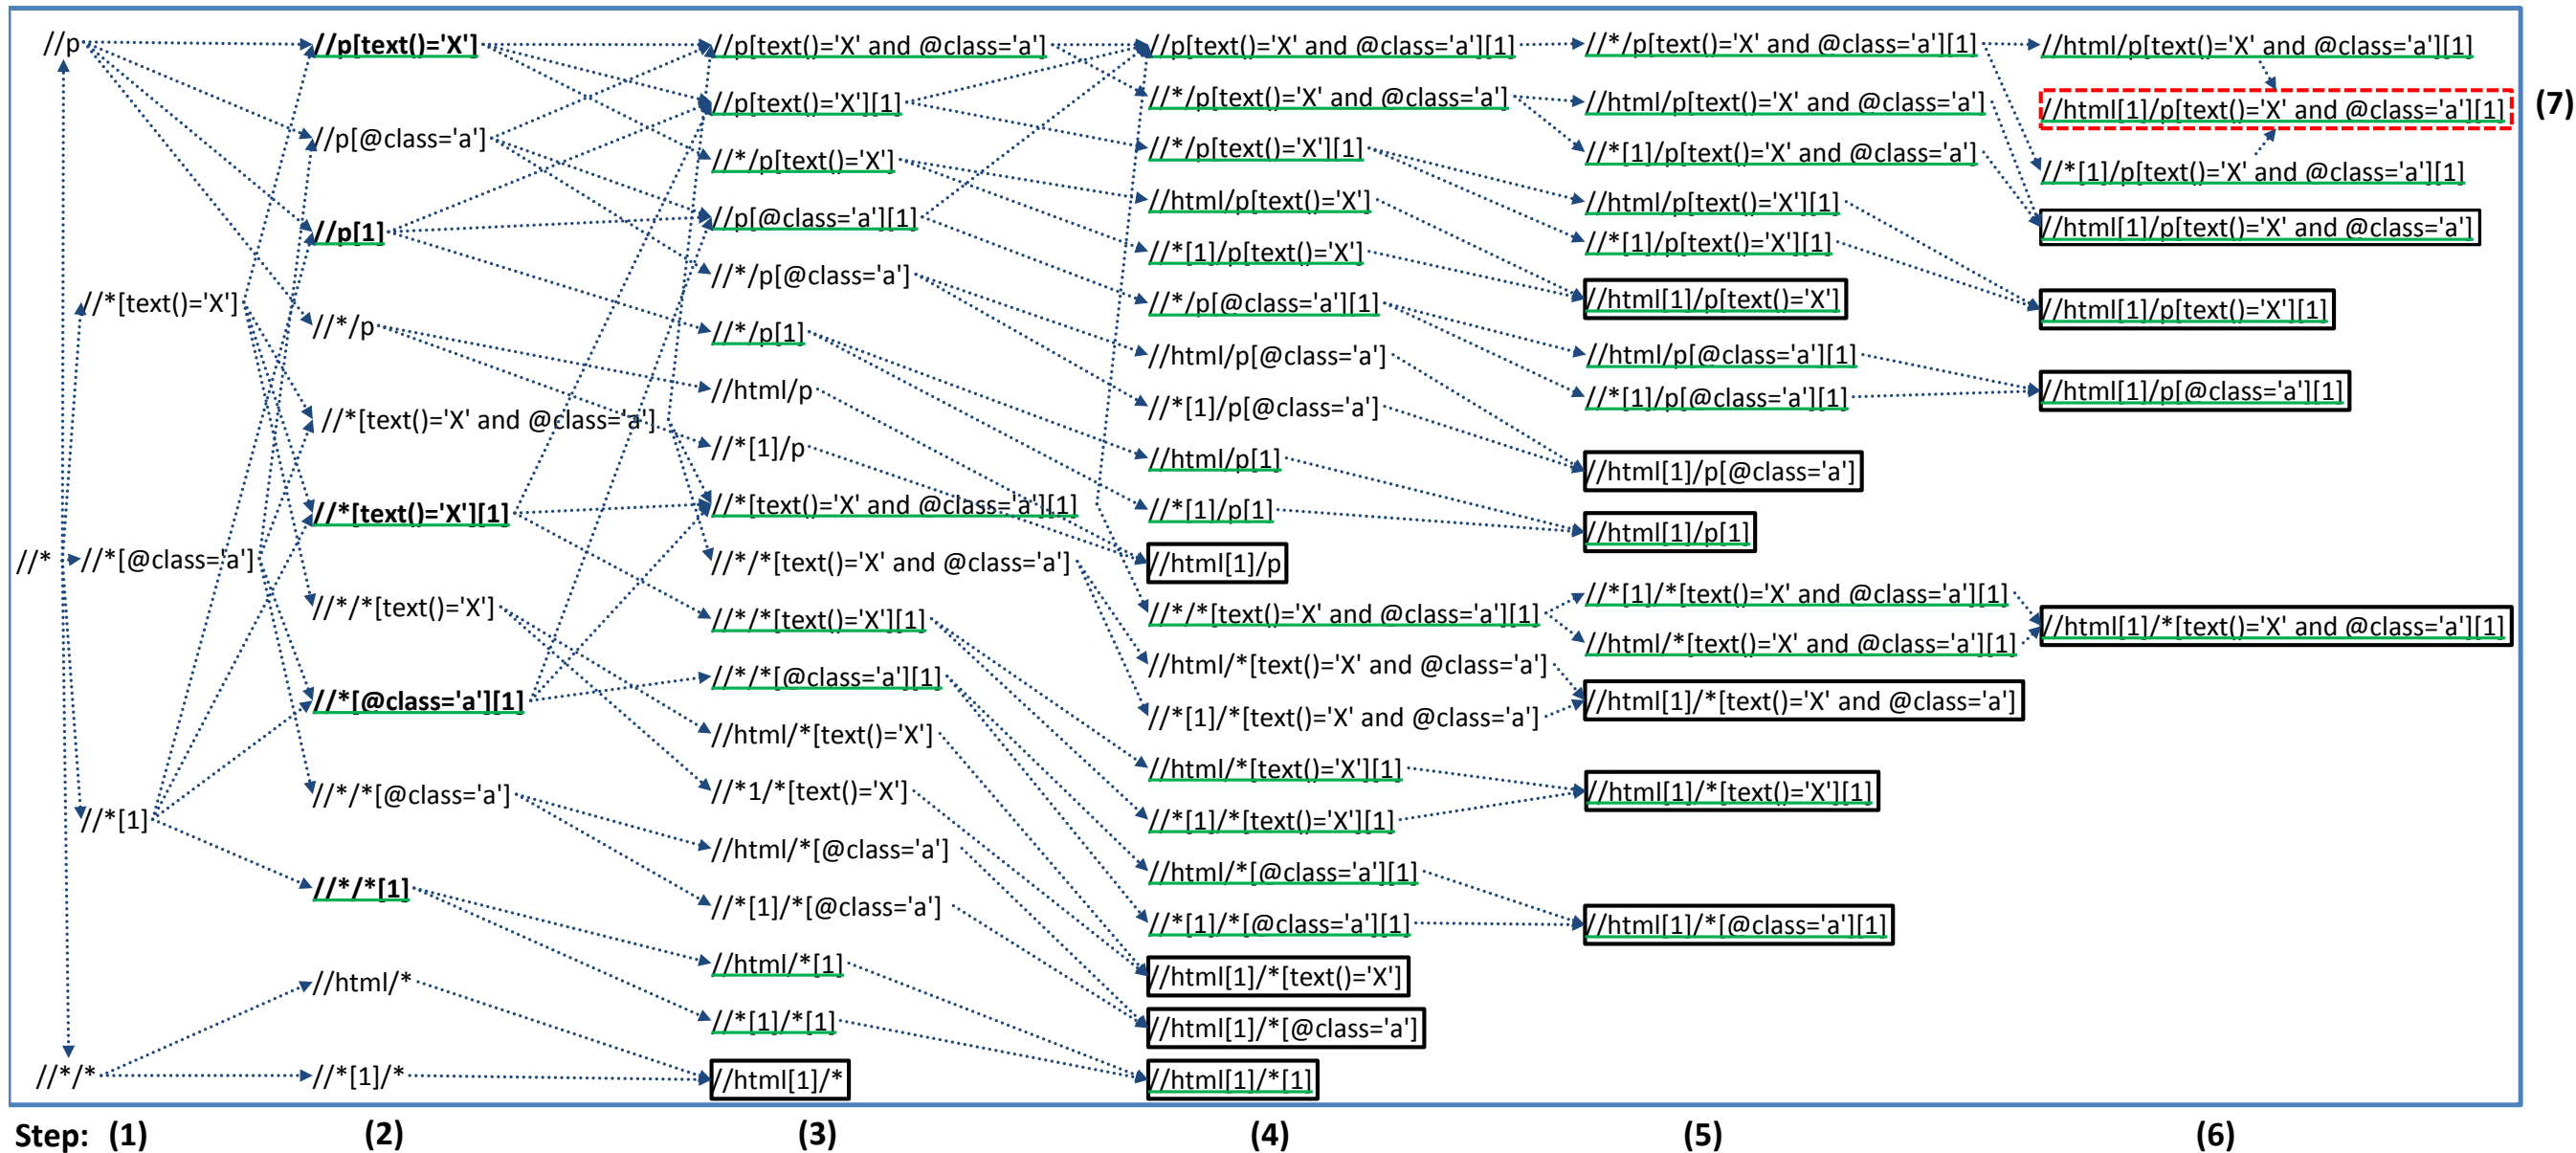 //p
//*[text()='X']
//*
//*[@class='a']
//*[1]
//*/*
//p[text()='X']
//p[@class='a']
//p[1]
//*/p
//*[text()='X' and @class='a']
//*[text()='X'][1]
//*/*[text()='X']
//*[@class='a'][1]
//*/*[@class='a']
//*/*[1]
//html/*
//*[1]/*
//p[text()='X' and @class='a']
//p[text()='X'][1]
//*/p[text()='X']
//p[@class='a'][1]
//*/p[@class='a']
//*/p[1]
//html/p
//*[1]/p
//*[text()='X' and @class='a'][1]
//*/*[text()='X' and @class='a']
//*/*[text()='X'][1]
//*/*[@class='a'][1]
//html/*[text()='X']
//*1/*[text()='X']
//html/*[@class='a']
//*[1]/*[@class='a']
//html/*[1]
//*[1]/*[1]
//html[1]/*
//p[text()='X' and @class='a'][1]
//*/p[text()='X' and @class='a']
//*/p[text()='X'][1]
//html/p[text()='X']
//*[1]/p[text()='X']
//*/p[@class='a'][1]
//html/p[@class='a']
//*[1]/p[@class='a']
//html/p[1]
//*[1]/p[1]
//html[1]/p
//*/*[text()='X' and @class='a'][1]
//html/*[text()='X' and @class='a']
//*[1]/*[text()='X' and @class='a']
//html/*[text()='X'][1]
//*[1]/*[text()='X'][1]
//html/*[@class='a'][1]
//*[1]/*[@class='a'][1]
//html[1]/*[text()='X']
//html[1]/*[@class='a']
//html[1]/*[1]
//*/p[text()='X' and @class='a'][1]
//html/p[text()='X' and @class='a']
//*[1]/p[text()='X' and @class='a']
//html/p[text()='X'][1]
//*[1]/p[text()='X'][1]
//html[1]/p[text()='X']
//html/p[@class='a'][1]
//*[1]/p[@class='a'][1]
//html[1]/p[@class='a']
//html[1]/p[1]
//*[1]/*[text()='X' and @class='a'][1]
//html/*[text()='X' and @class='a'][1]
//html[1]/*[text()='X' and @class='a']
//html[1]/*[text()='X'][1]
//html[1]/*[@class='a'][1]
//html/p[text()='X' and @class='a'][1]
//html[1]/p[text()='X' and @class='a'][1]
(7)
//*[1]/p[text()='X' and @class='a'][1]
//html[1]/p[text()='X' and @class='a']
//html[1]/p[text()='X'][1]
//html[1]/p[@class='a'][1]
//html[1]/*[text()='X' and @class='a'][1]
Step: (1) (2) (3) (4) (5) (6)